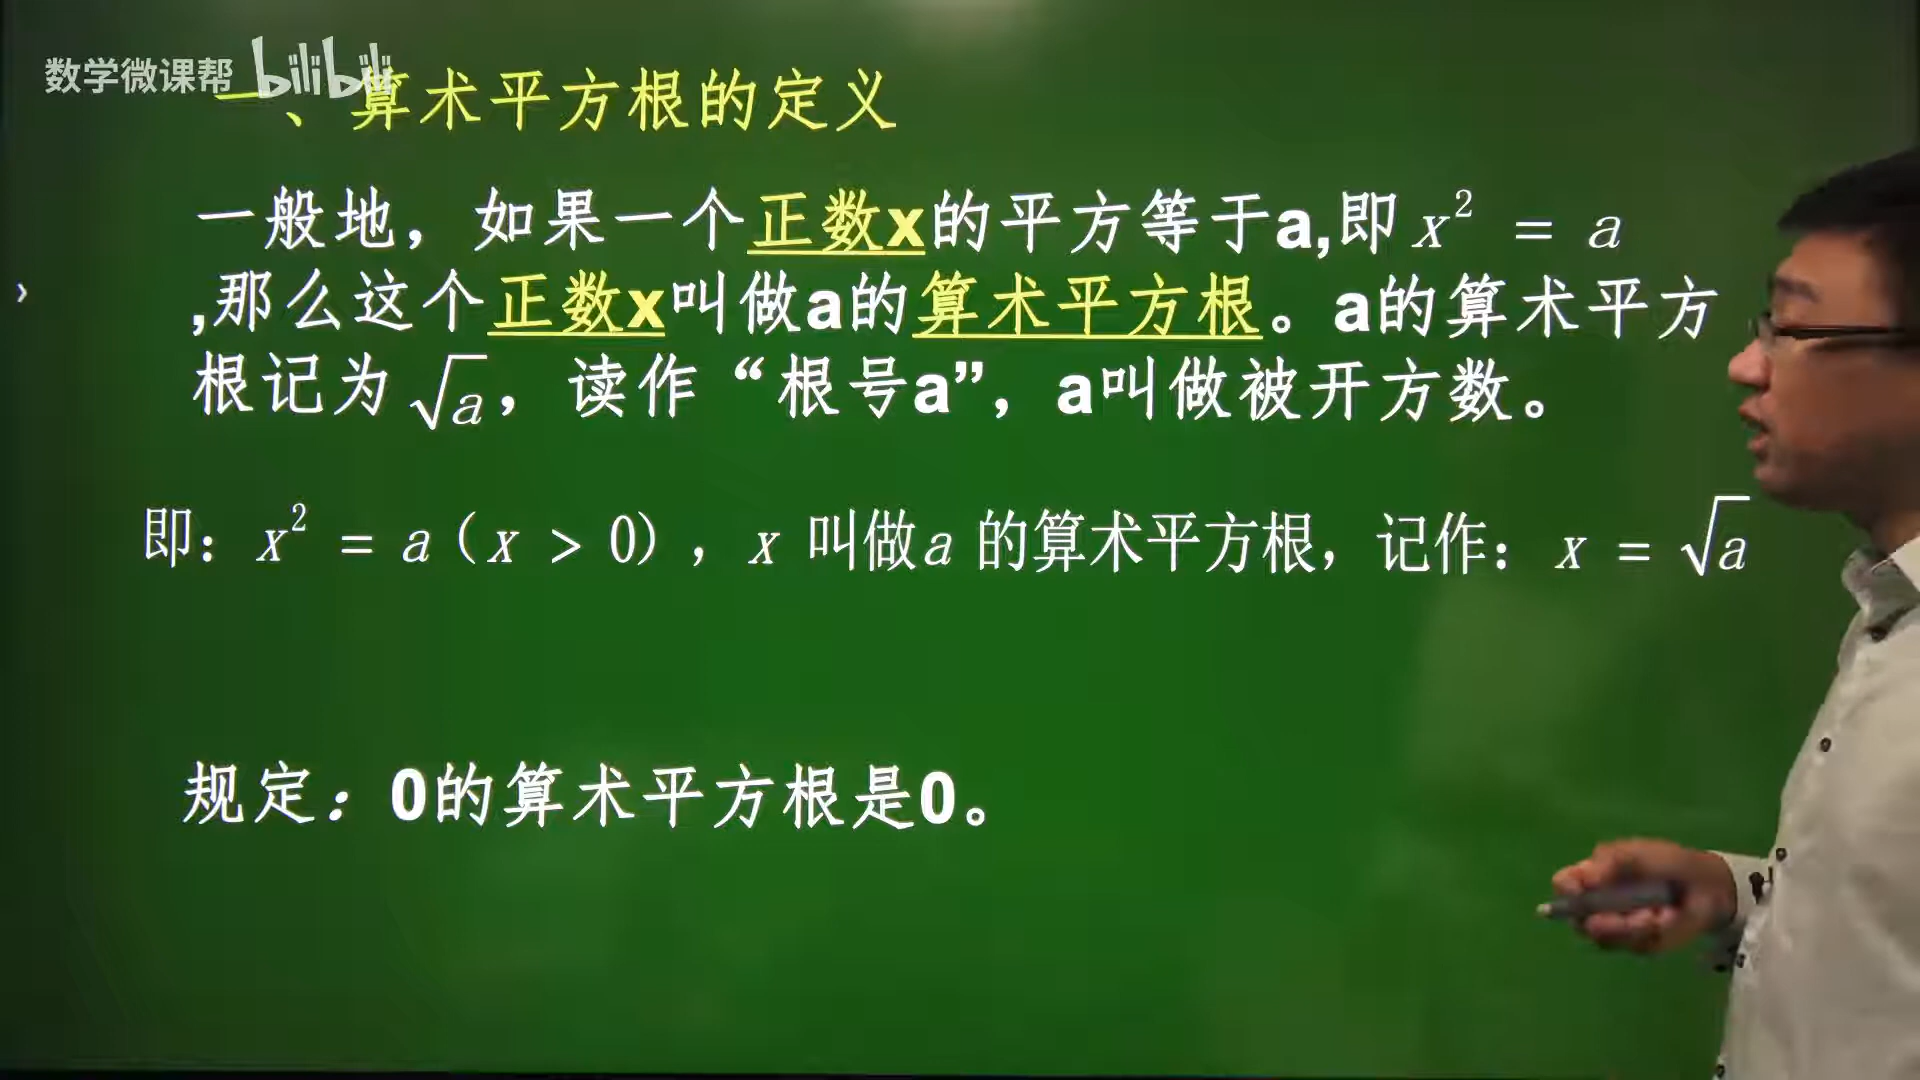 数学微课帮 bilibili
一、算术平方根的定义
一般地，如果一个正数x的平方等于a,即 x² = a
,那么这个正数x叫做a的算术平方根。a的算术平方
根记为 √a，读作“根号a”，a叫做被开方数。
即：x² = a（x > 0），x 叫做a 的算术平方根，记作：x = √a
规定：0的算术平方根是0。